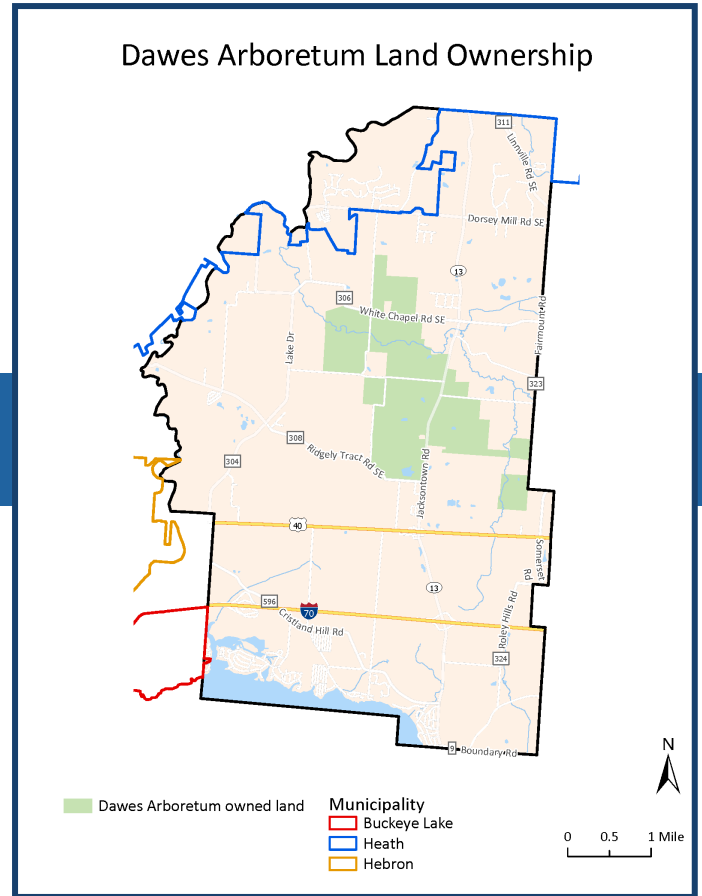 Dawes Arboretum Land Ownership
311
Linnville Rd SE
Dorsey Mill Rd SE
13
306
White Chapel Rd SE
Fairmount Rd
Lake Dr
323
308
Ridgely Tract Rd SE
304
Jacksontown Rd
40
Somerset
Rd
13
596
70
Cristland Hill Rd
Roley Hills Rd
324
9
Boundary Rd
N
Dawes Arboretum owned land
Municipality
Buckeye Lake
Heath
Hebron
0 0.5 1 Mile